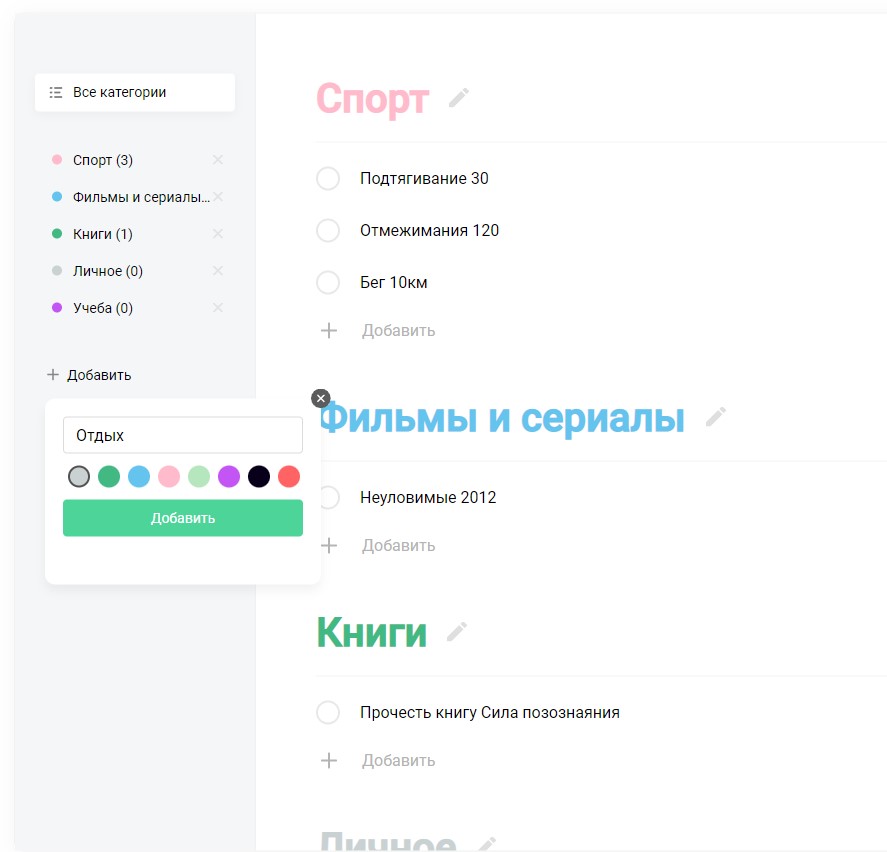 Все категории
Спорт (3)
Фильмы и сериалы...
Книги (1)
Личное (0)
Учеба (0)
Добавить
Отдых
Добавить
Спорт
Подтягивание 30
Отмежимания 120
Бег 10км
Добавить
Фильмы и сериалы
Неуловимые 2012
Добавить
Книги
Прочесть книгу Сила позознаяния
Добавить
Личное